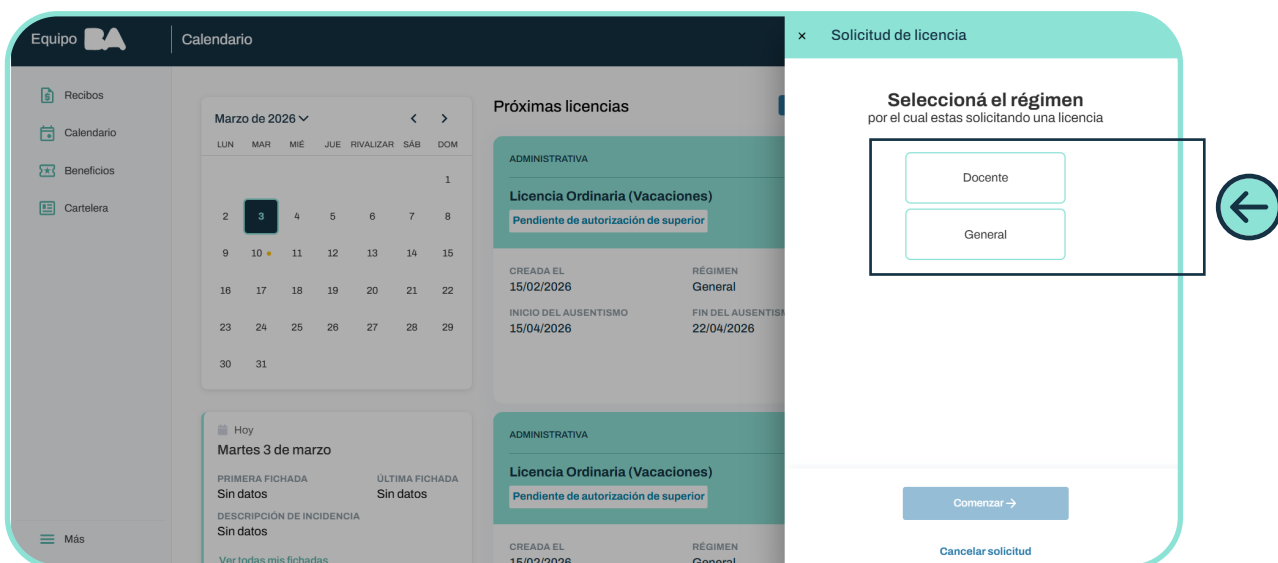 Equipo BA
Calendario
× Solicitud de licencia
Recibos
Calendario
Beneficios
Cartelera
Más
Marzo de 2026
LUN MAR MIÉ JUE RIVALIZAR SÁB DOM
1
2 3 4 5 6 7 8
9 10 11 12 13 14 15
16 17 18 19 20 21 22
23 24 25 26 27 28 29
30 31
Hoy
Martes 3 de marzo
PRIMERA FICHADA ÚLTIMA FICHADA
Sin datos Sin datos
DESCRIPCIÓN DE INCIDENCIA
Sin datos
Ver todas mis fichadas
Próximas licencias
ADMINISTRATIVA
Licencia Ordinaria (Vacaciones)
Pendiente de autorización de superior
CREADA EL RÉGIMEN
15/02/2026 General
INICIO DEL AUSENTISMO FIN DEL AUSENTISM
15/04/2026 22/04/2026
ADMINISTRATIVA
Licencia Ordinaria (Vacaciones)
Pendiente de autorización de superior
CREADA EL RÉGIMEN
15/02/2026 General
Seleccioná el régimen
por el cual estas solicitando una licencia
Docente
General
Comenzar →
Cancelar solicitud